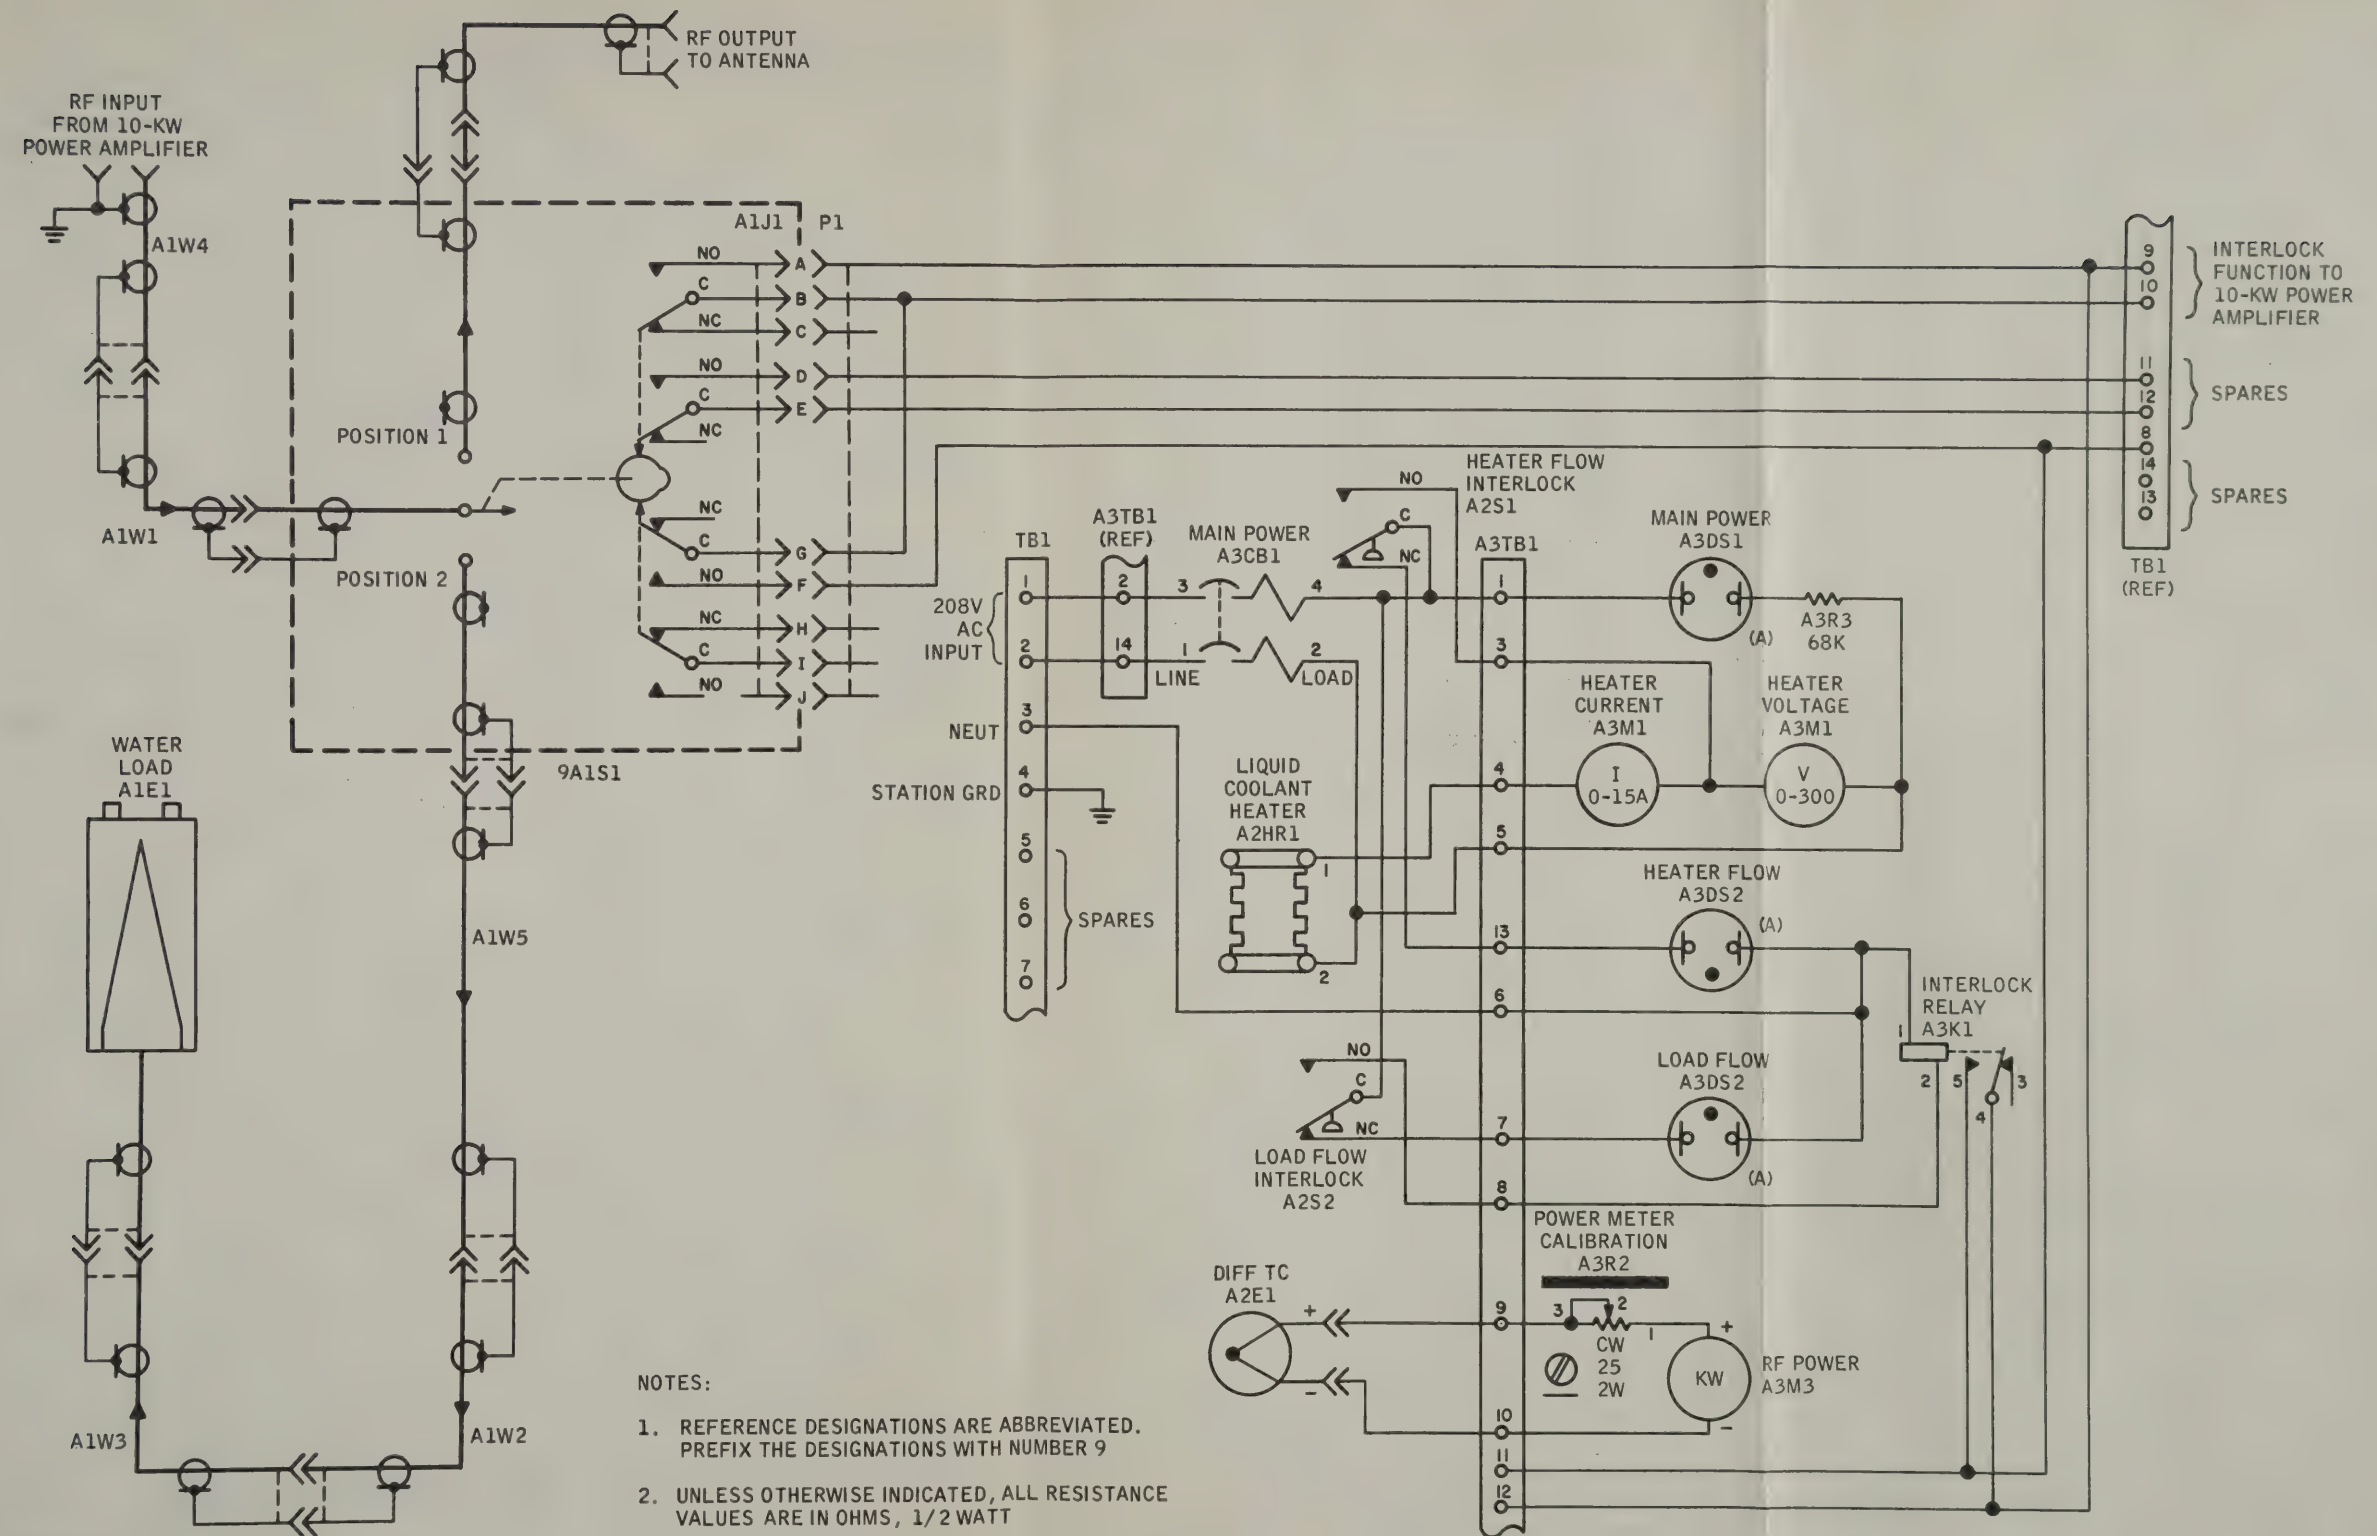 RF OUTPUT
TO ANTENNA
RF INPUT
FROM 10-KW
POWER AMPLIFIER
A1W4
A1W1
POSITION 1
POSITION 2
A1J1
P1
NO
A
C
B
NC
C
NO
D
C
E
NC
NC
C
G
NO
F
NC
H
C
I
NO
J
9A1S1
WATER
LOAD
A1E1
A1W5
A1W3
A1W2
TB1
208V
AC
INPUT
1
2
3
NEUT
4
STATION GRD
5
6
7
SPARES
A3TB1
(REF)
2
14
MAIN POWER
A3CB1
3
4
1
2
LINE
LOAD
NO
C
NC
HEATER FLOW
INTERLOCK
A2S1
LIQUID
COOLANT
HEATER
A2HR1
1
2
NO
C
NC
LOAD FLOW
INTERLOCK
A2S2
DIFF TC
A2E1
+
−
A3TB1
1
3
4
5
13
6
7
8
9
10
11
12
MAIN POWER
A3DS1
(A)
A3R3
68K
HEATER
CURRENT
A3M1
I
0-15A
HEATER
VOLTAGE
A3M1
V
0-300
HEATER FLOW
A3DS2
(A)
INTERLOCK
RELAY
A3K1
1
2
5
4
3
LOAD FLOW
A3DS2
(A)
POWER METER
CALIBRATION
A3R2
3
2
1
CW
25
2W
+
KW
−
RF POWER
A3M3
9
10
INTERLOCK
FUNCTION TO
10-KW POWER
AMPLIFIER
11
12
SPARES
8
14
13
SPARES
TB1
(REF)
NOTES:
1. REFERENCE DESIGNATIONS ARE ABBREVIATED.
PREFIX THE DESIGNATIONS WITH NUMBER 9
2. UNLESS OTHERWISE INDICATED, ALL RESISTANCE
VALUES ARE IN OHMS, 1/2 WATT